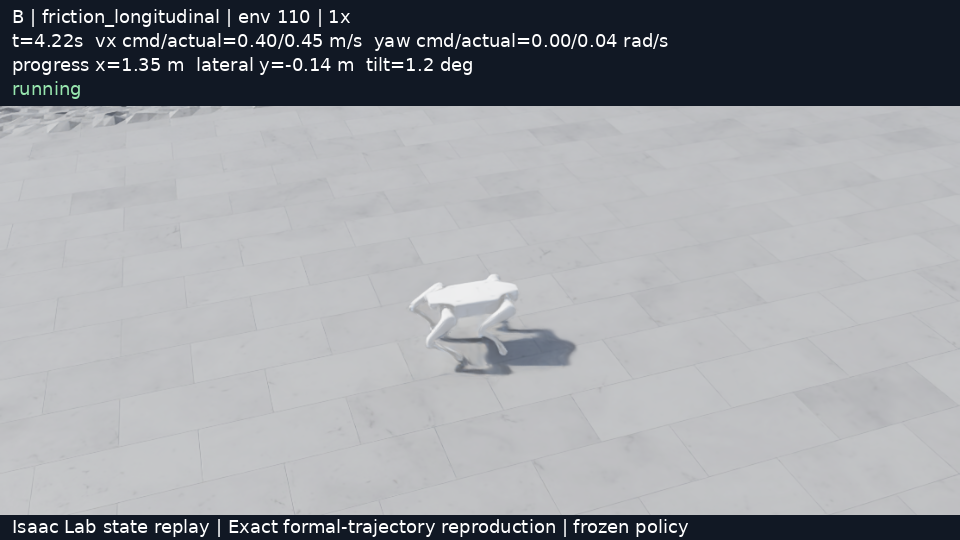 B | friction_longitudinal | env 110 | 1x
t=4.22s  vx cmd/actual=0.40/0.45 m/s  yaw cmd/actual=0.00/0.04 rad/s
progress x=1.35 m  lateral y=-0.14 m  tilt=1.2 deg
running
Isaac Lab state replay | Exact formal-trajectory reproduction | frozen policy